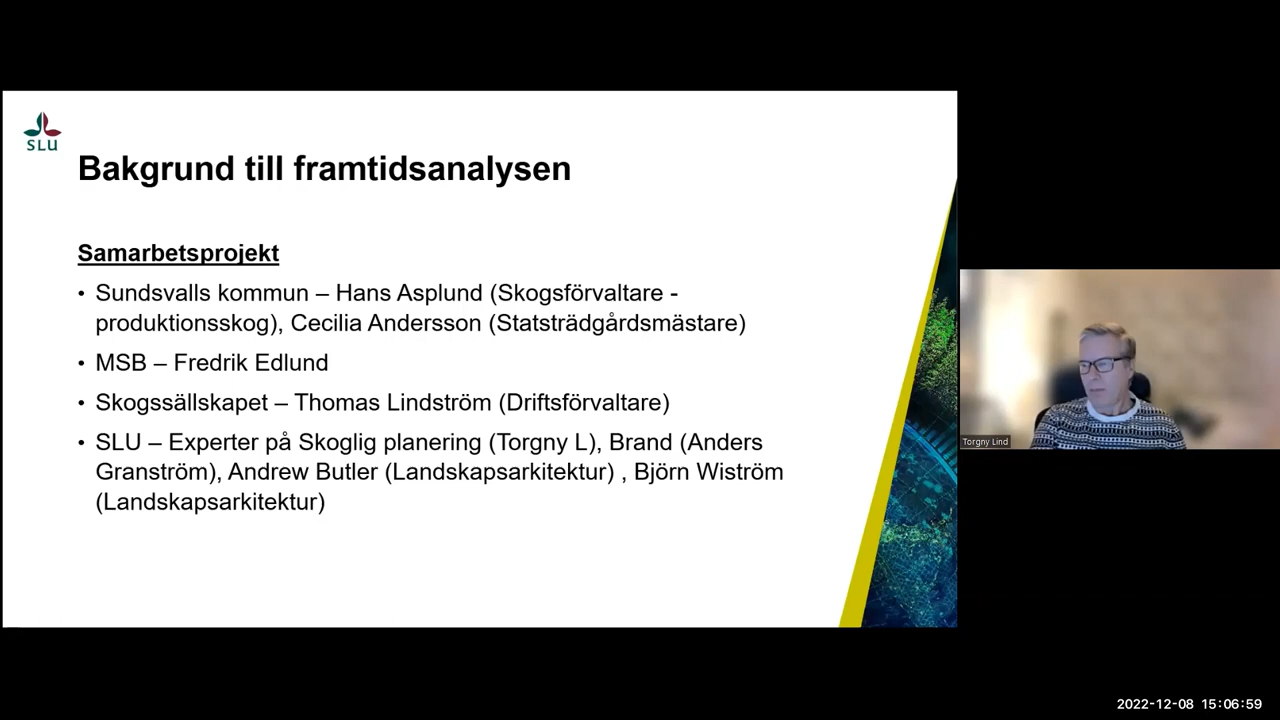 SLU
Bakgrund till framtidsanalysen
Samarbetsprojekt
• Sundsvalls kommun – Hans Asplund (Skogsförvaltare -
produktionsskog), Cecilia Andersson (Statsträdgårdsmästare)
• MSB – Fredrik Edlund
• Skogssällskapet – Thomas Lindström (Driftsförvaltare)
• SLU – Experter på Skoglig planering (Torgny L), Brand (Anders
Granström), Andrew Butler (Landskapsarkitektur) , Björn Wiström
(Landskapsarkitektur)
Torgny Lind
2022-12-08 15:06:59